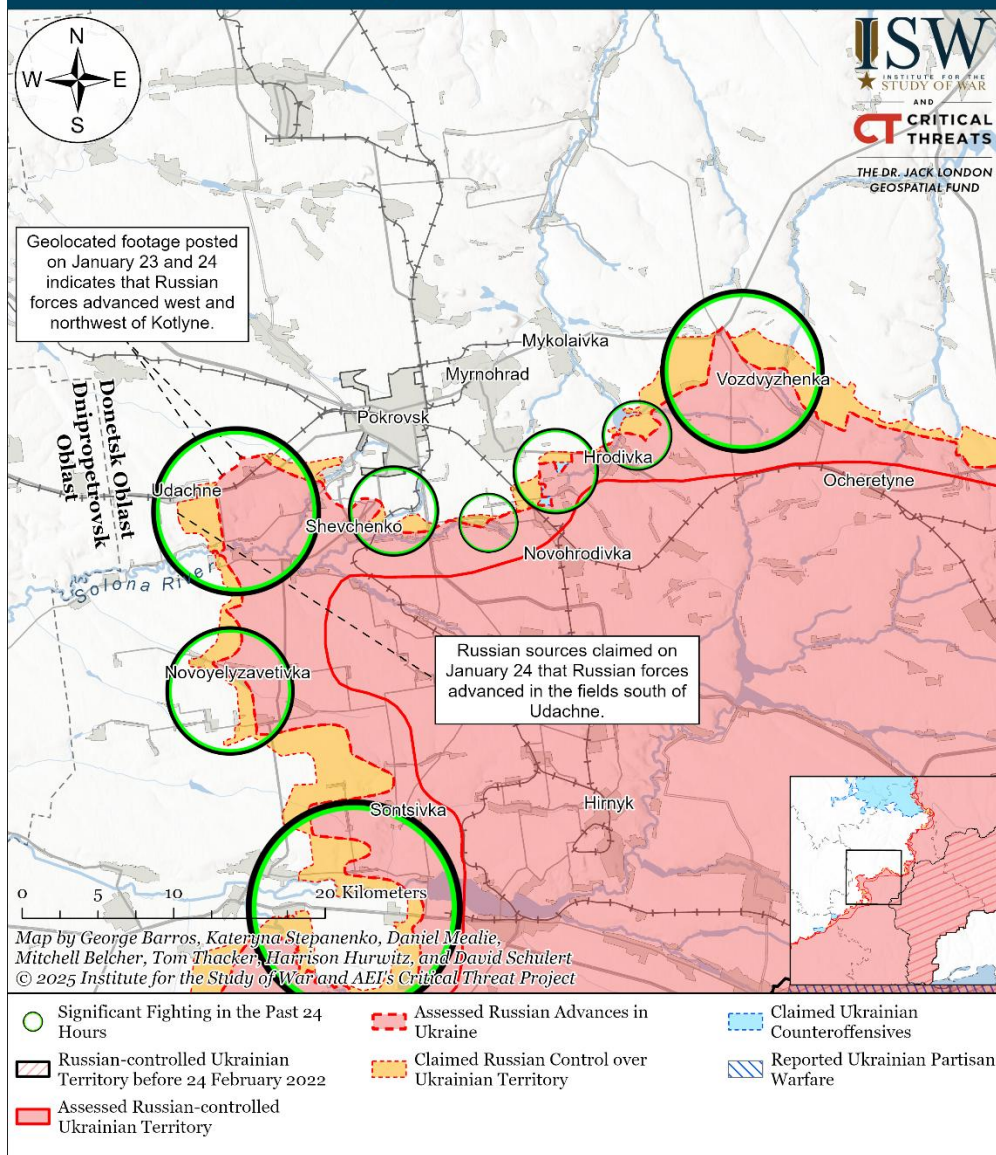 N
W
E
S
ISW
INSTITUTE FOR THE
STUDY OF WAR
AND
CT CRITICAL
THREATS
THE DR. JACK LONDON
GEOSPATIAL FUND
Geolocated footage posted
on January 23 and 24
indicates that Russian
forces advanced west and
northwest of Kotlyne.
Mykolaivka
Myrnohrad
Vozdvyzhenka
Pokrovsk
Donetsk Oblast
Dnipropetrovsk
Oblast
Hrodivka
Udachne
Ocheretyne
Shevchenko
Novohrodivka
Solona River
Russian sources claimed on
January 24 that Russian forces
advanced in the fields south of
Udachne.
Novoyelyzavetivka
Hirnyk
Sontsivka
0 5 10 20 Kilometers
Map by George Barros, Kateryna Stepanenko, Daniel Mealie,
Mitchell Belcher, Tom Thacker, Harrison Hurwitz, and David Schulert
© 2025 Institute for the Study of War and AEI's Critical Threat Project
Significant Fighting in the Past 24
Hours
Russian-controlled Ukrainian
Territory before 24 February 2022
Assessed Russian-controlled
Ukrainian Territory
Assessed Russian Advances in
Ukraine
Claimed Russian Control over
Ukrainian Territory
Claimed Ukrainian
Counteroffensives
Reported Ukrainian Partisan
Warfare